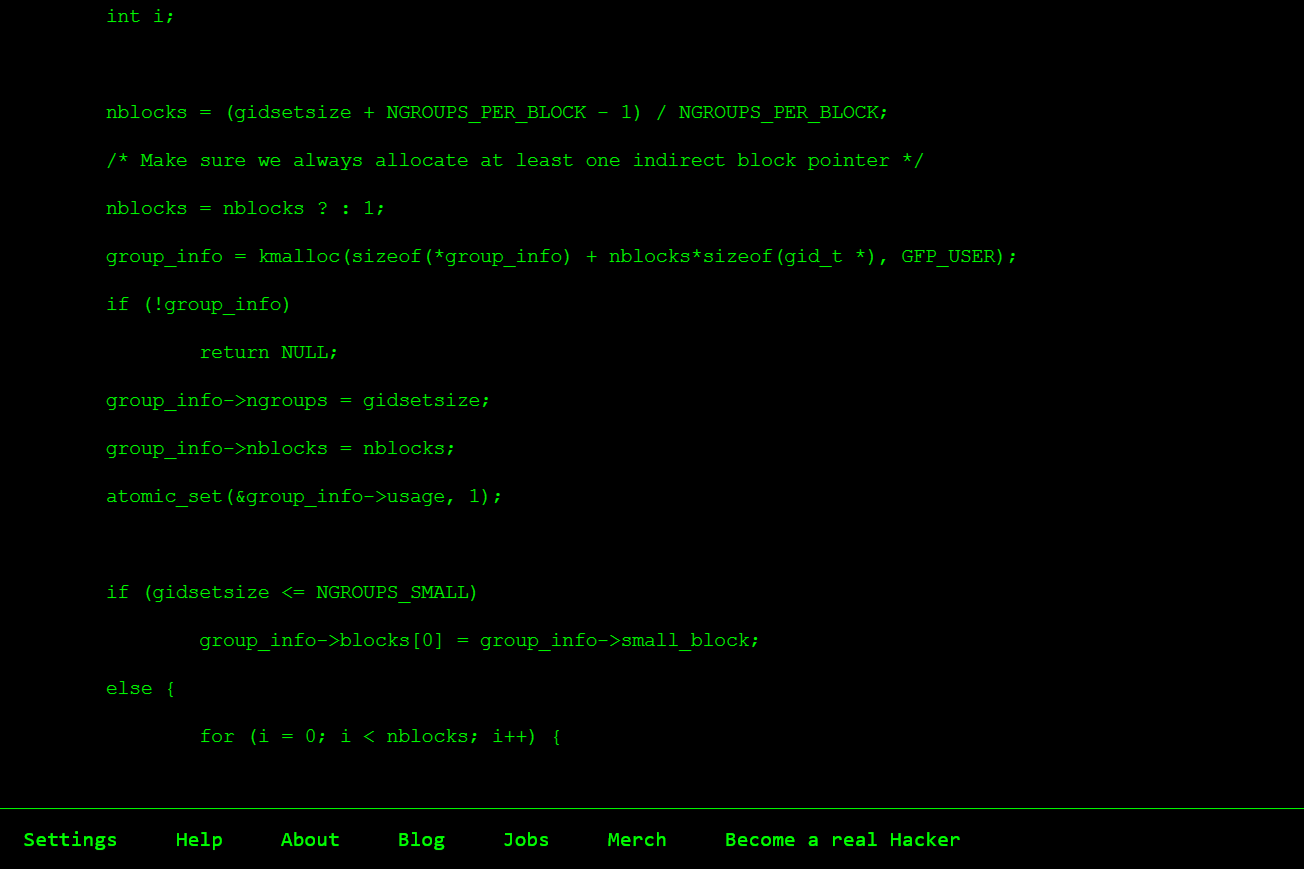 int i;
nblocks = (gidsetsize + NGROUPS_PER_BLOCK - 1) / NGROUPS_PER_BLOCK;
/* Make sure we always allocate at least one indirect block pointer */
nblocks = nblocks ? : 1;
group_info = kmalloc(sizeof(*group_info) + nblocks*sizeof(gid_t *), GFP_USER);
if (!group_info)
return NULL;
group_info->ngroups = gidsetsize;
group_info->nblocks = nblocks;
atomic_set(&group_info->usage, 1);
if (gidsetsize <= NGROUPS_SMALL)
group_info->blocks[0] = group_info->small_block;
else {
for (i = 0; i < nblocks; i++) {
Settings Help About Blog Jobs Merch Become a real Hacker